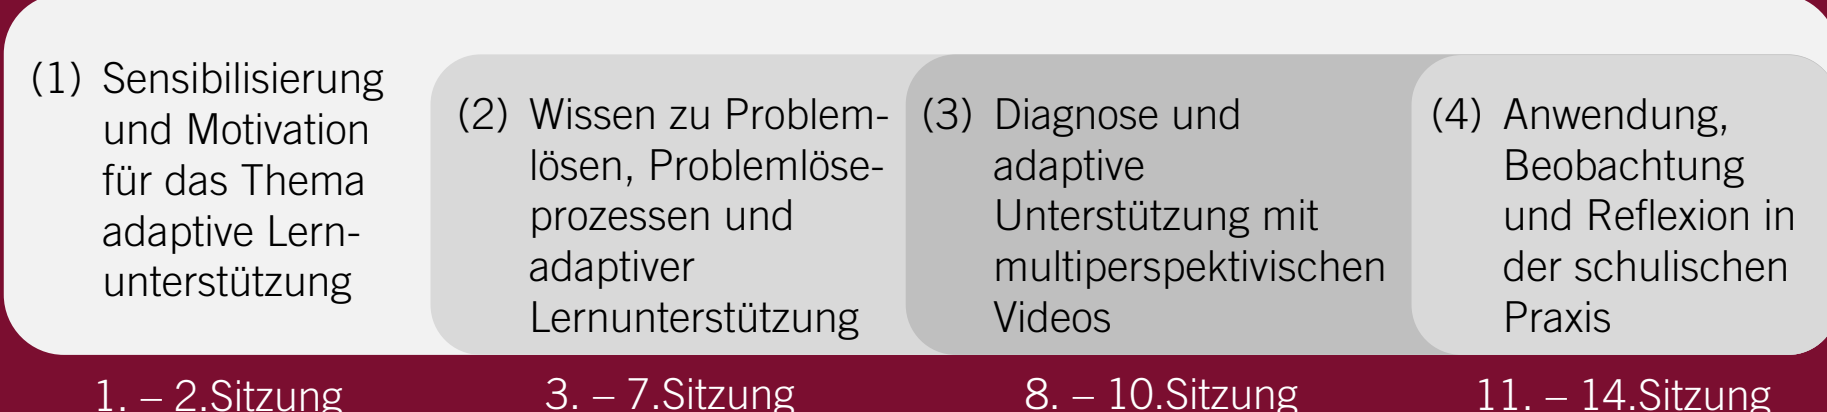 (1) Sensibilisierung
und Motivation
für das Thema
adaptive Lern-
unterstützung
(2) Wissen zu Problem-
lösen, Problemlöse-
prozessen und
adaptiver
Lernunterstützung
(3) Diagnose und
adaptive
Unterstützung mit
multiperspektivischen
Videos
(4) Anwendung,
Beobachtung
und Reflexion in
der schulischen
Praxis
1. – 2.Sitzung
3. – 7.Sitzung
8. – 10.Sitzung
11. – 14.Sitzung